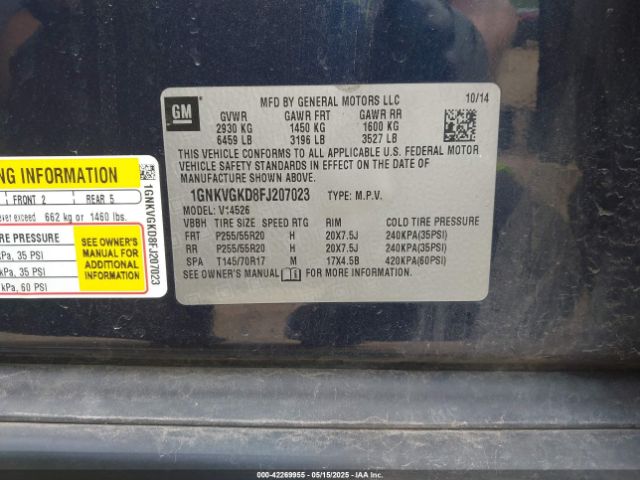 GM
MFD BY GENERAL MOTORS LLC 10/14
GVWR GAWR FRT GAWR RR
2930 KG 1450 KG 1600 KG
6459 LB 3196 LB 3527 LB
THIS VEHICLE CONFORMS TO ALL APPLICABLE U.S. FEDERAL MOTOR
VEHICLE SAFETY STANDARDS IN EFFECT ON THE DATE OF
MANUFACTURE SHOWN ABOVE.
1GNKVGKD8FJ207023 TYPE: M.P.V.
MODEL: V14526
VBBH TIRE SIZE SPEED RTG RIM COLD TIRE PRESSURE
FRT P255/55R20 H 20X7.5J 240KPA(35PSI)
RR P255/55R20 H 20X7.5J 240KPA(35PSI)
SPA T145/70R17 M 17X4.5B 420KPA(60PSI)
SEE OWNER'S MANUAL FOR MORE INFORMATION.
NG INFORMATION
FRONT 2 REAR 5
ever exceed 662 kg or 1460 lbs.
RE PRESSURE
kPa, 35 PSI
kPa, 35 PSI
kPa, 60 PSI
SEE OWNER'S
MANUAL FOR
ADDITIONAL
INFORMATION
1GNKVGKD8FJ207023
00-42269955 - 05/15/2025 - COPYRIGHT IAA, LLC.